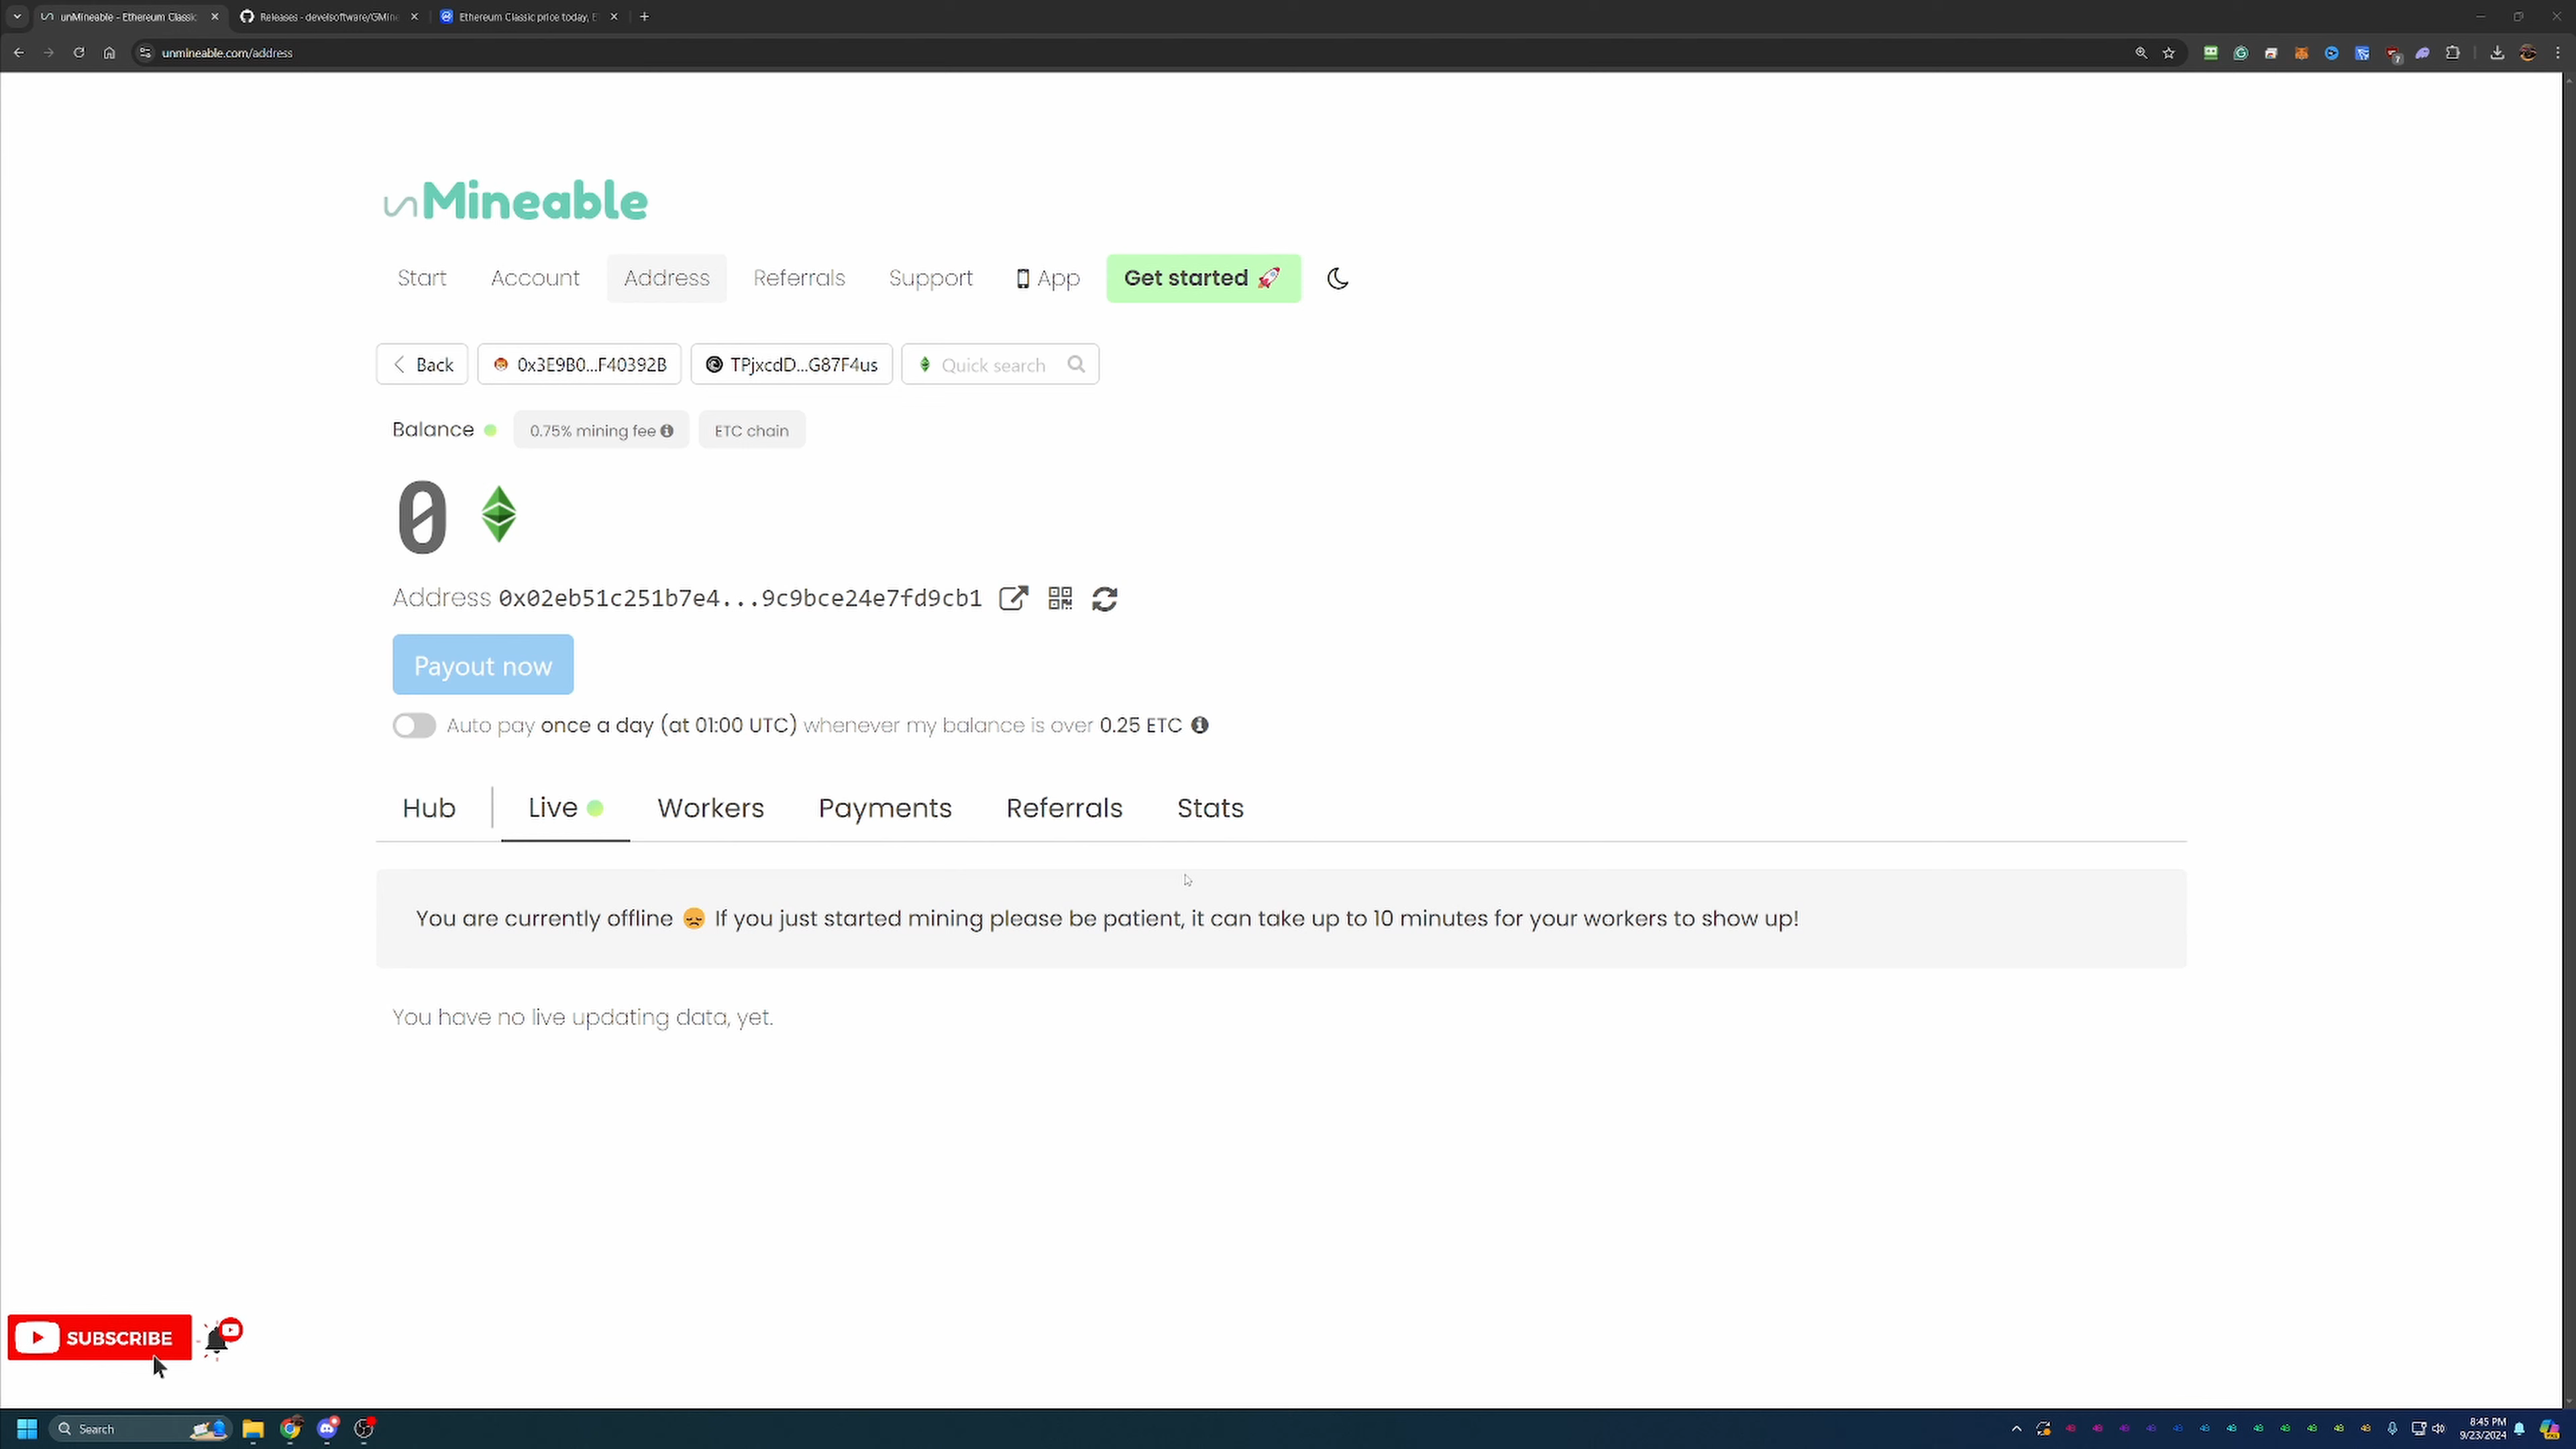 unMineable - Ethereum Classic
Releases - develsoftware/GMine
Ethereum Classic price today, E
unmineable.com/address
unMineable
Start
Account
Address
Referrals
Support
App
Get started 🚀
Back
0x3E9B0...F40392B
TPjxcdD...G87F4us
Quick search
Balance
0.75% mining fee
ETC chain
0
Address 0x02eb51c251b7e4...9c9bce24e7fd9cb1
Payout now
Auto pay once a day (at 01:00 UTC) whenever my balance is over 0.25 ETC
Hub
Live
Workers
Payments
Referrals
Stats
You are currently offline 😞 If you just started mining please be patient, it can take up to 10 minutes for your workers to show up!
You have no live updating data, yet.
SUBSCRIBE
Search
8:45 PM
9/23/2024